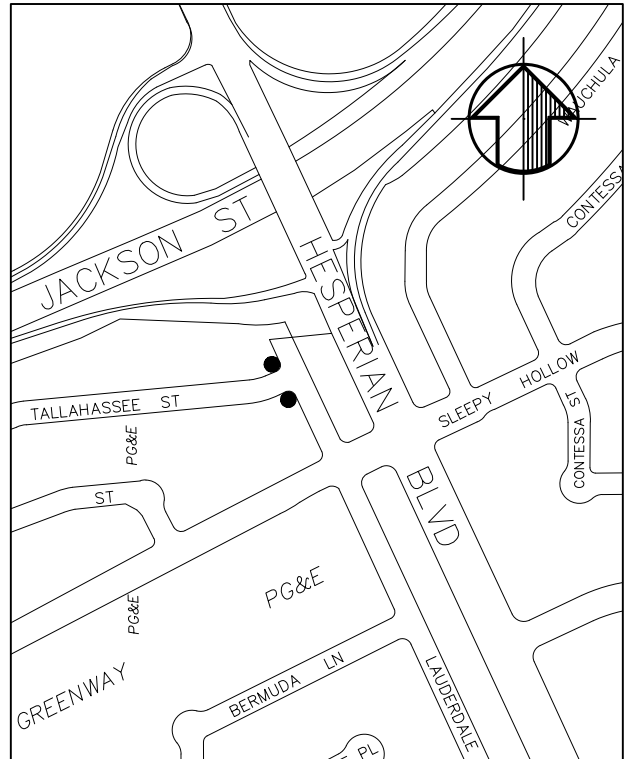 WAUCHULA
CONTESSA
JACKSON ST
HESPERIAN
BLVD
TALLAHASSEE ST
PG&E
SLEEPY HOLLOW
CONTESSA ST
ST
PG&E
PG&E
GREENWAY
BERMUDA LN
LAUDERDALE
E PL